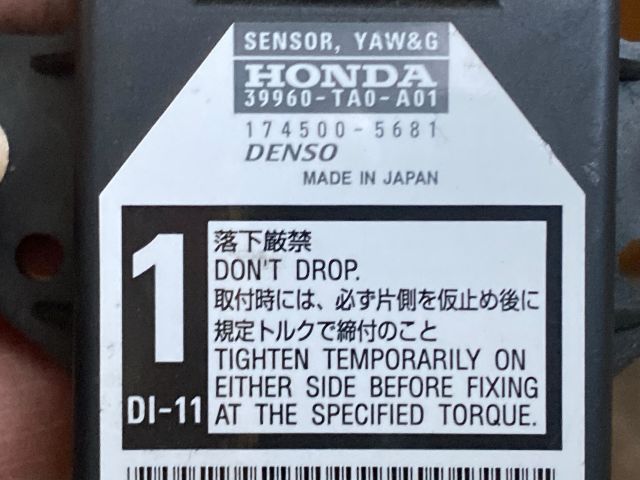 SENSOR, YAW&G
HONDA
39960-TA0-A01
174500-5681
DENSO
MADE IN JAPAN
1
DI-11
落下厳禁
DON'T DROP.
取付時には、必ず片側を仮止め後に
規定トルクで締付のこと
TIGHTEN TEMPORARILY ON
EITHER SIDE BEFORE FIXING
AT THE SPECIFIED TORQUE.